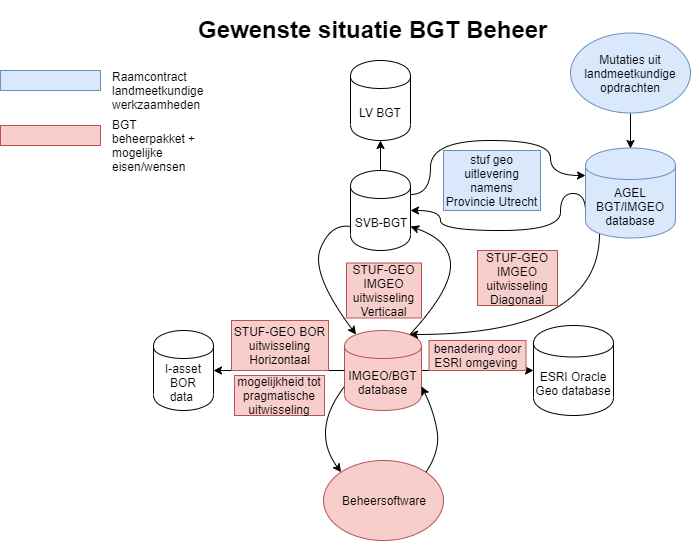 Gewenste situatie BGT Beheer
Raamcontract
landmeetkundige
werkzaamheden
BGT
beheerpakket +
mogelijke
eisen/wensen
Mutaties uit
landmeetkundige
opdrachten
LV BGT
stuf geo
uitlevering
namens
Provincie Utrecht
AGEL
BGT/IMGEO
database
SVB-BGT
STUF-GEO
IMGEO
uitwisseling
Verticaal
STUF-GEO
IMGEO
uitwisseling
Diagonaal
STUF-GEO BOR
uitwisseling
Horizontaal
benadering door
ESRI omgeving
I-asset
BOR
data
mogelijkheid tot
pragmatische
uitwisseling
IMGEO/BGT
database
ESRI Oracle
Geo database
Beheersoftware